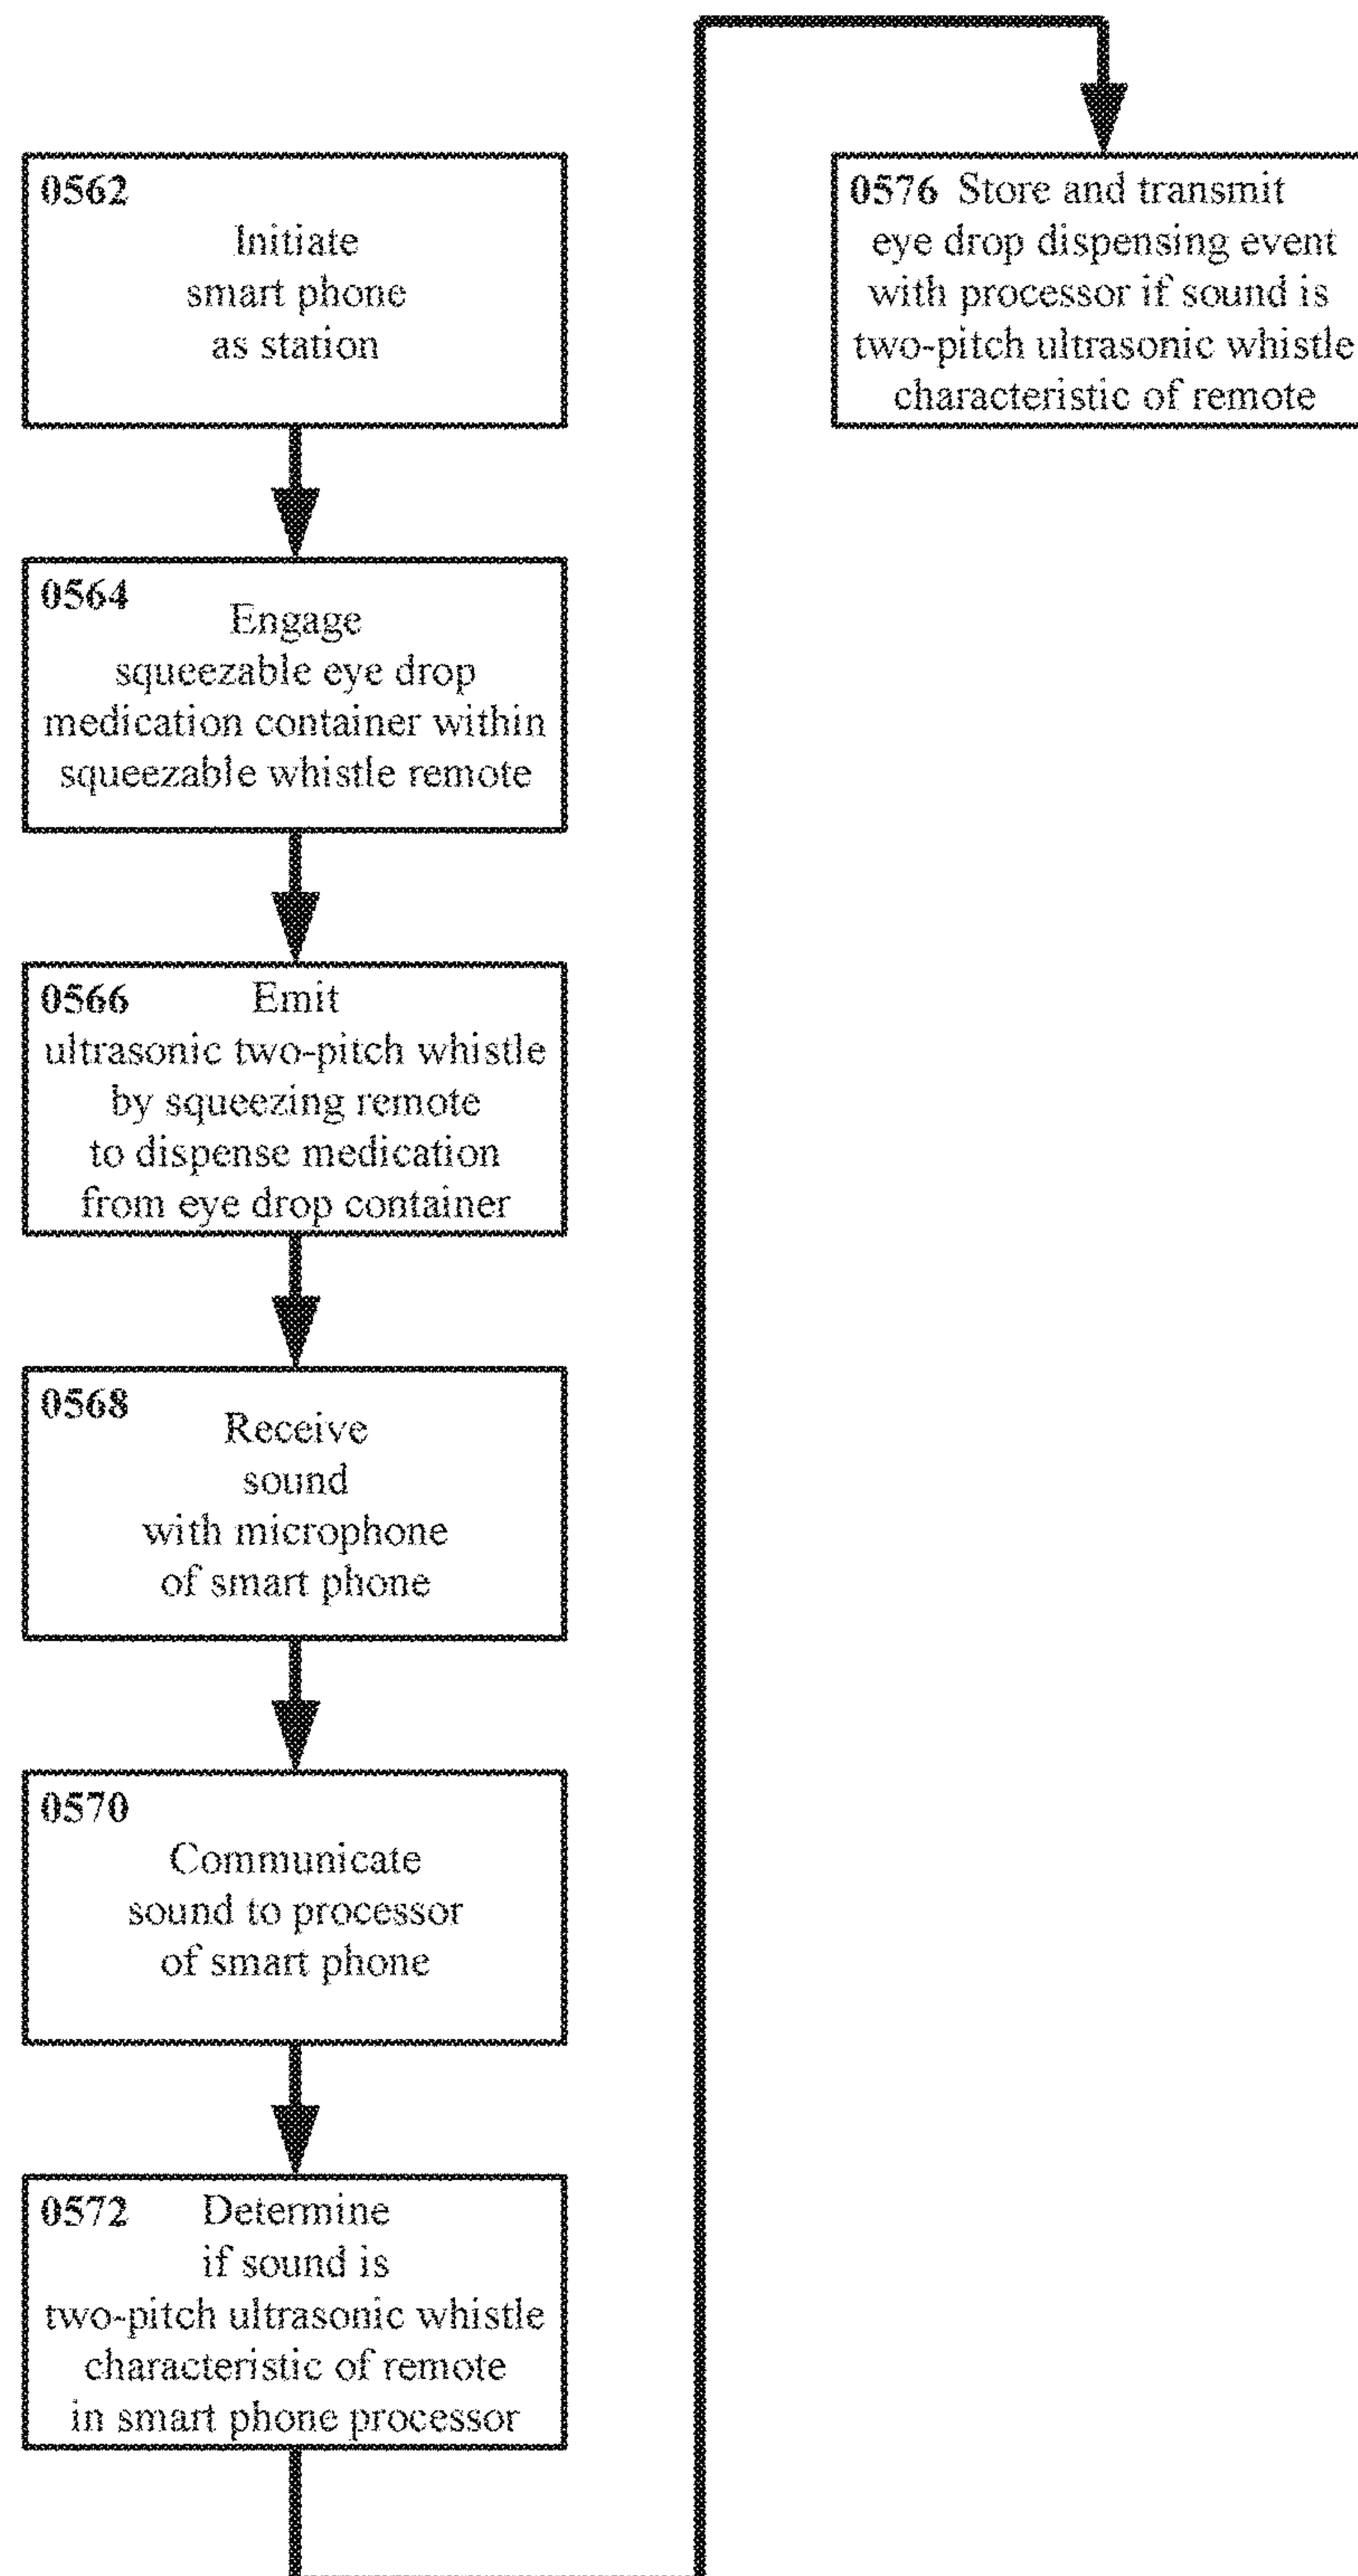 0562
Initiate
smart phone
as station
0564
Engage
squeezable eye drop
medication container within
squeezable whistle remote
0566 Emit
ultrasonic two-pitch whistle
by squeezing remote
to dispense medication
from eye drop container
0568
Receive
sound
with microphone
of smart phone
0570
Communicate
sound to processor
of smart phone
0572 Determine
if sound is
two-pitch ultrasonic whistle
characteristic of remote
in smart phone processor
0576 Store and transmit
eye drop dispensing event
with processor if sound is
two-pitch ultrasonic whistle
characteristic of remote